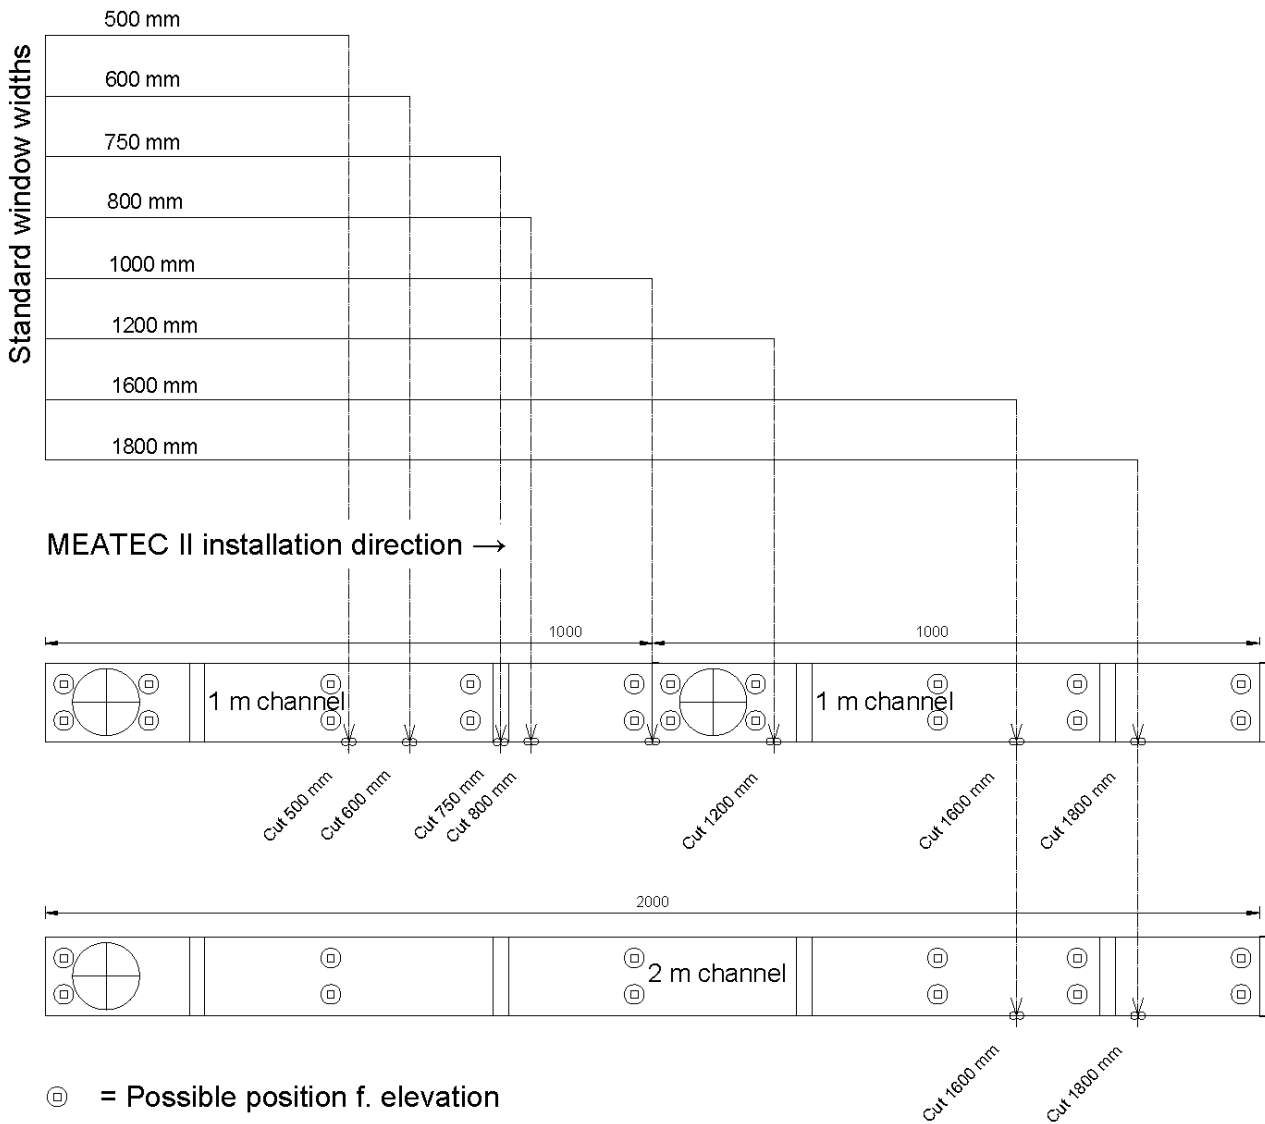 500 mm
600 mm
750 mm
800 mm
1000 mm
1200 mm
1600 mm
1800 mm
Standard window widths
MEATEC II installation direction →
1000
1000
1 m channel
1 m channel
Cut 500 mm
Cut 600 mm
Cut 750 mm
Cut 800 mm
Cut 1200 mm
Cut 1600 mm
Cut 1800 mm
2000
2 m channel
Cut 1600 mm
Cut 1800 mm
= Possible position f. elevation